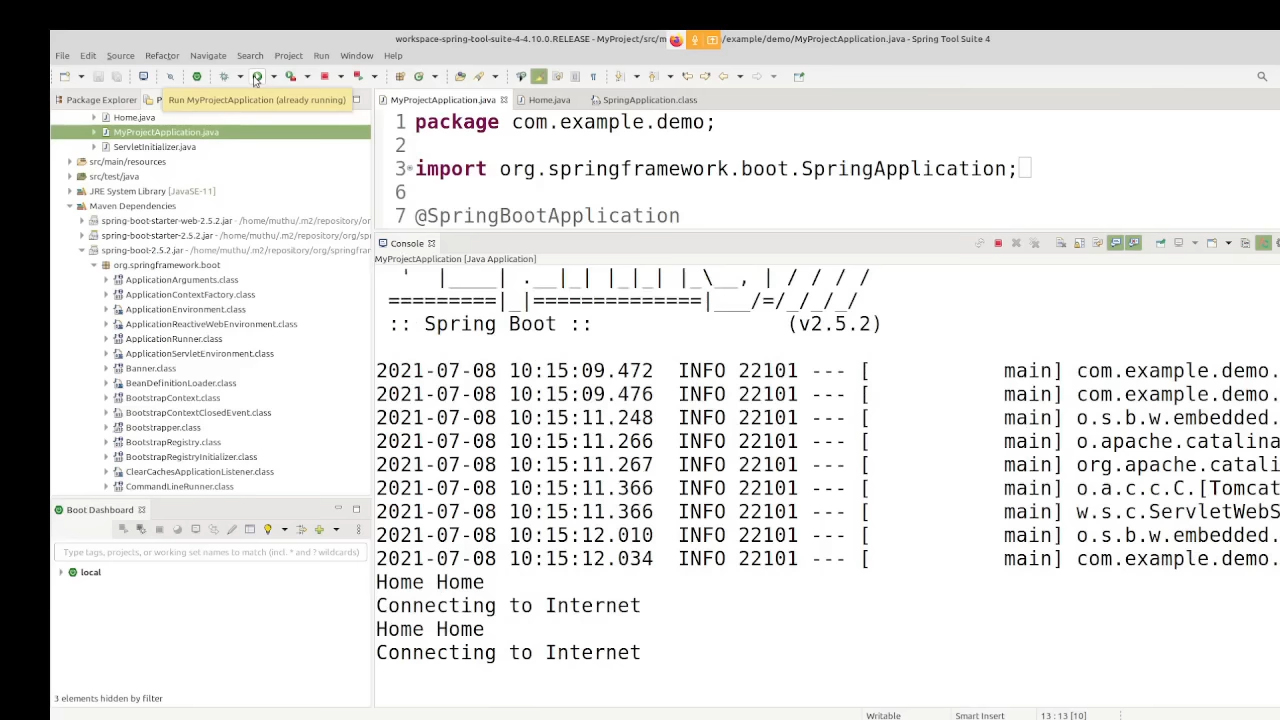 workspace-spring-tool-suite-4-4.10.0.RELEASE - MyProject/src/m /example/demo/MyProjectApplication.java - Spring Tool Suite 4
File Edit Source Refactor Navigate Search Project Run Window Help
Package Explorer P
Run MyProjectApplication (already running)
MyProjectApplication.java Home.java SpringApplication.class
Home.java
MyProjectApplication.java
ServletInitializer.java
src/main/resources
src/test/java
JRE System Library [JavaSE-11]
Maven Dependencies
spring-boot-starter-web-2.5.2.jar - /home/muthu/.m2/repository/or
spring-boot-starter-2.5.2.jar - /home/muthu/.m2/repository/org/sp
spring-boot-2.5.2.jar - /home/muthu/.m2/repository/org/springfran
org.springframework.boot
ApplicationArguments.class
ApplicationContextFactory.class
ApplicationEnvironment.class
ApplicationReactiveWebEnvironment.class
ApplicationRunner.class
ApplicationServletEnvironment.class
Banner.class
BeanDefinitionLoader.class
BootstrapContext.class
BootstrapContextClosedEvent.class
Bootstrapper.class
BootstrapRegistry.class
BootstrapRegistryInitializer.class
ClearCachesApplicationListener.class
CommandLineRunner.class
Boot Dashboard
Type tags, projects, or working set names to match (incl. * and ? wildcards)
local
3 elements hidden by filter
1 package com.example.demo;
2
3 import org.springframework.boot.SpringApplication;
6
7 @SpringBootApplication
Console
MyProjectApplication [Java Application]
'  |____| .__|_| |_|_| |_\__, | / / / /
=========|_|==============|___/=/_/_/_/
:: Spring Boot :: (v2.5.2)
2021-07-08 10:15:09.472 INFO 22101 --- [ main] com.example.demo.
2021-07-08 10:15:09.476 INFO 22101 --- [ main] com.example.demo.
2021-07-08 10:15:11.248 INFO 22101 --- [ main] o.s.b.w.embedded.
2021-07-08 10:15:11.266 INFO 22101 --- [ main] o.apache.catalina
2021-07-08 10:15:11.267 INFO 22101 --- [ main] org.apache.catali
2021-07-08 10:15:11.366 INFO 22101 --- [ main] o.a.c.c.C.[Tomcat
2021-07-08 10:15:11.366 INFO 22101 --- [ main] w.s.c.ServletWebS
2021-07-08 10:15:12.010 INFO 22101 --- [ main] o.s.b.w.embedded.
2021-07-08 10:15:12.034 INFO 22101 --- [ main] com.example.demo.
Home Home
Connecting to Internet
Home Home
Connecting to Internet
Writable Smart Insert 13 : 13 [10]